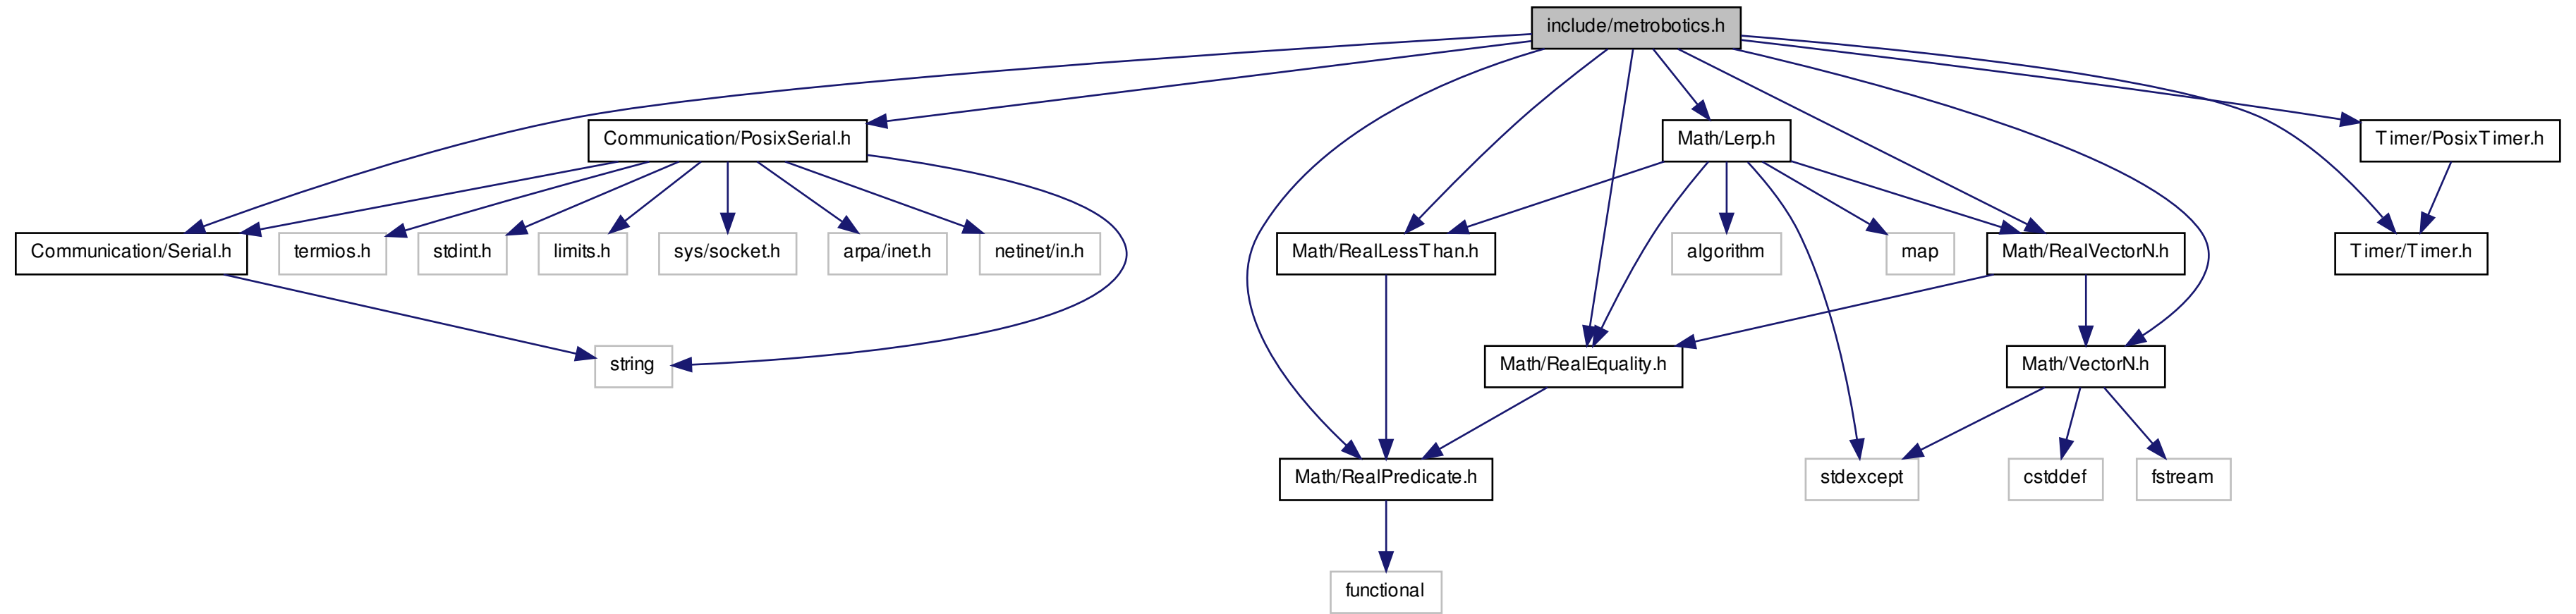 include/metrobotics.h
Communication/PosixSerial.h
Math/Lerp.h
Timer/PosixTimer.h
Communication/Serial.h
termios.h
stdint.h
limits.h
sys/socket.h
arpa/inet.h
netinet/in.h
Math/RealLessThan.h
algorithm
map
Math/RealVectorN.h
Timer/Timer.h
string
Math/RealEquality.h
Math/VectorN.h
Math/RealPredicate.h
stdexcept
cstddef
fstream
functional